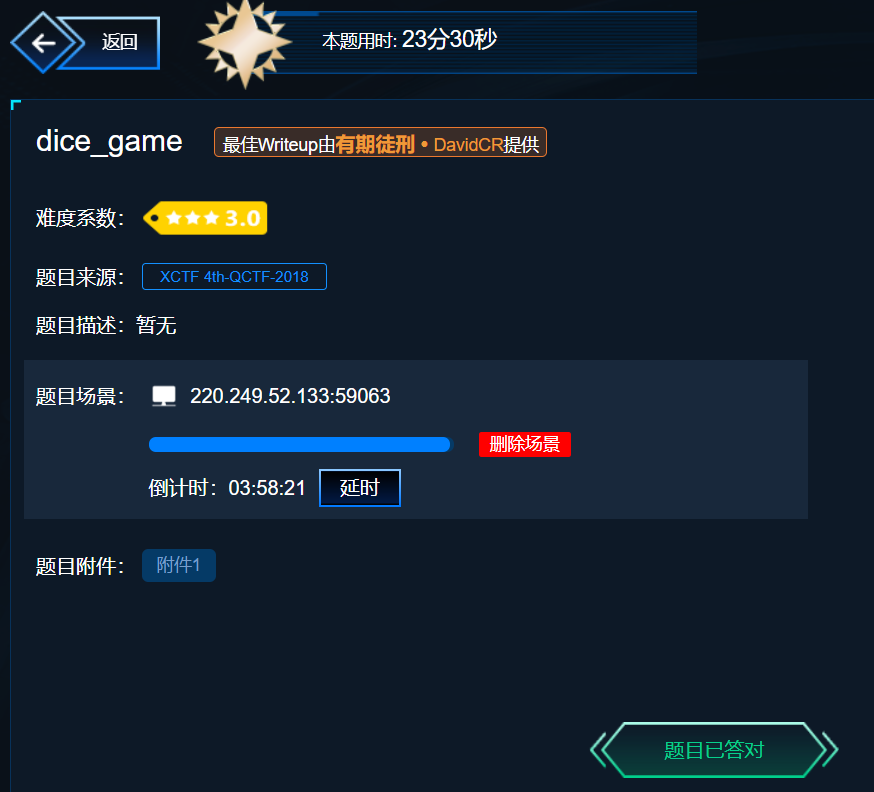 返回
本题用时: 23分30秒
dice_game
最佳Writeup由有期徒刑 • DavidCR提供
难度系数: 3.0
题目来源: XCTF 4th-QCTF-2018
题目描述: 暂无
题目场景: 220.249.52.133:59063
删除场景
倒计时: 03:58:21 延时
题目附件: 附件1
题目已答对